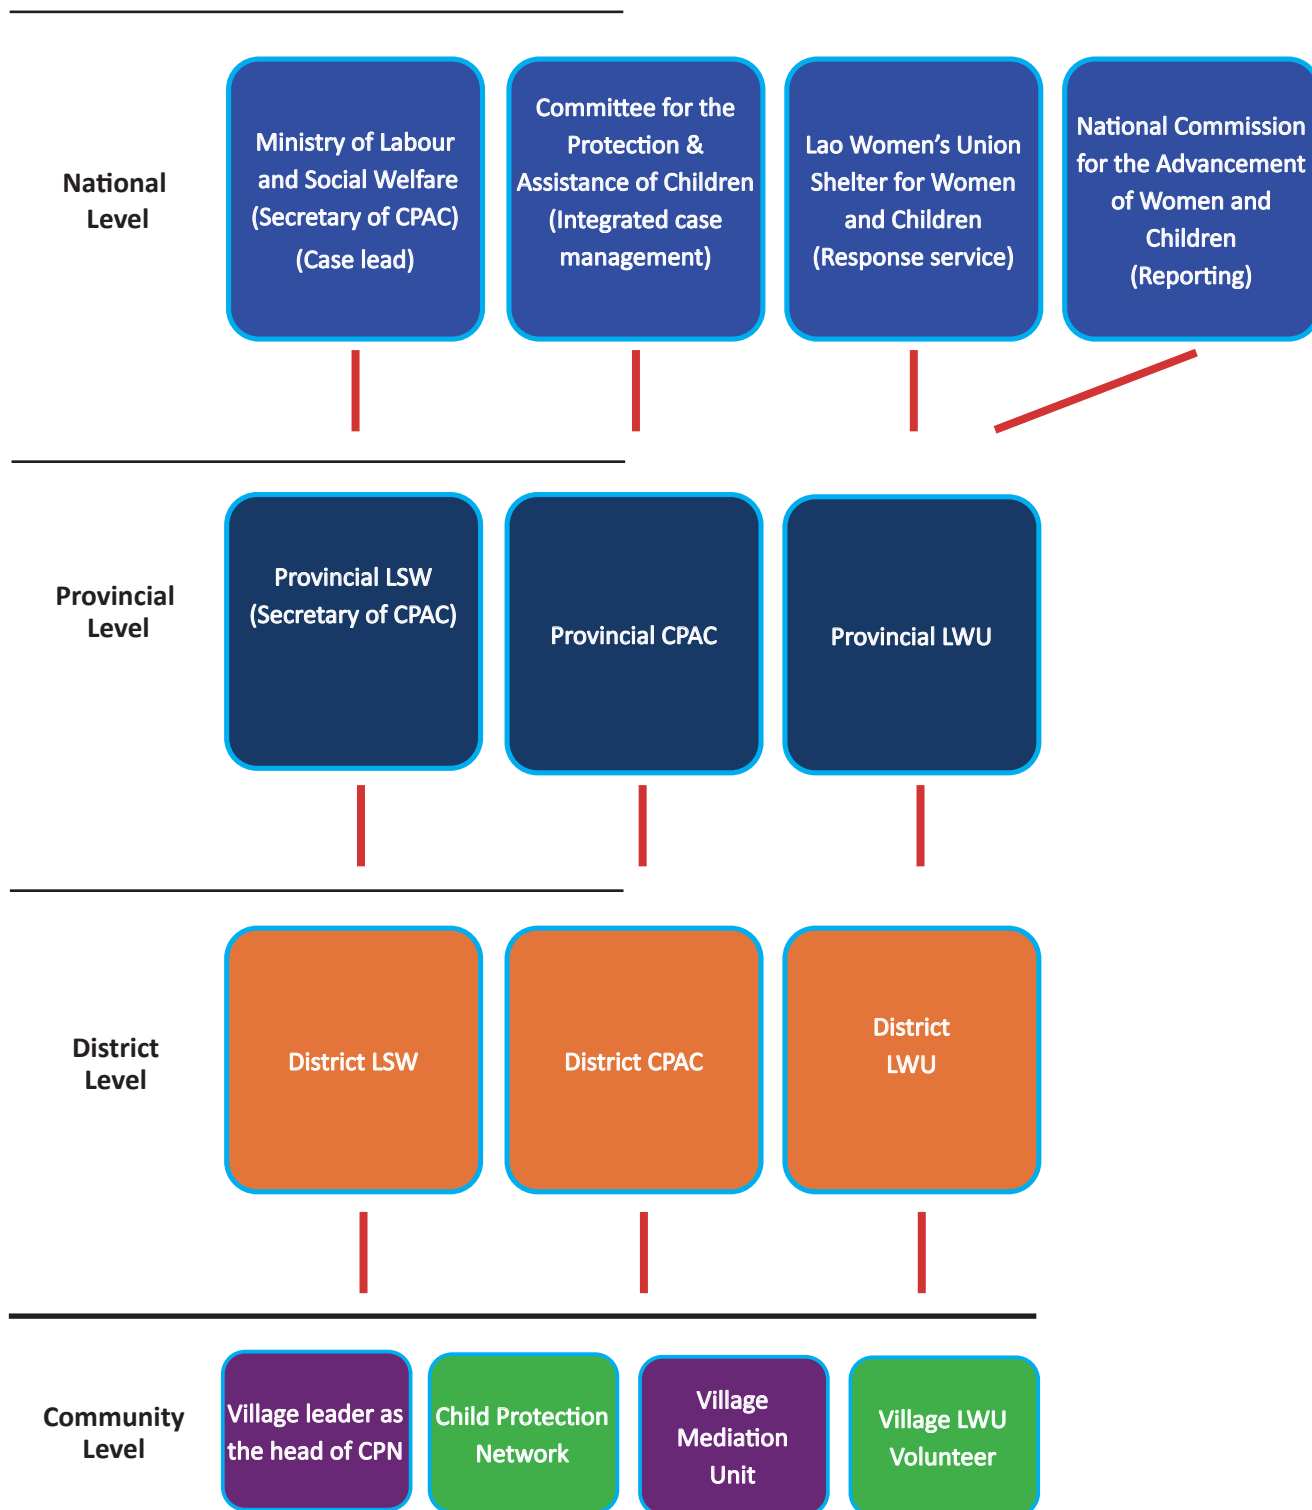 National
Level
Ministry of Labour
and Social Welfare
(Secretary of CPAC)
(Case lead)
Committee for the
Protection &
Assistance of Children
(Integrated case
management)
Lao Women’s Union
Shelter for Women
and Children
(Response service)
National Commission
for the Advancement
of Women and
Children
(Reporting)
Provincial
Level
Provincial LSW
(Secretary of CPAC)
Provincial CPAC
Provincial LWU
District
Level
District LSW
District CPAC
District
LWU
Community
Level
Village leader as
the head of CPN
Child Protection
Network
Village
Mediation
Unit
Village LWU
Volunteer